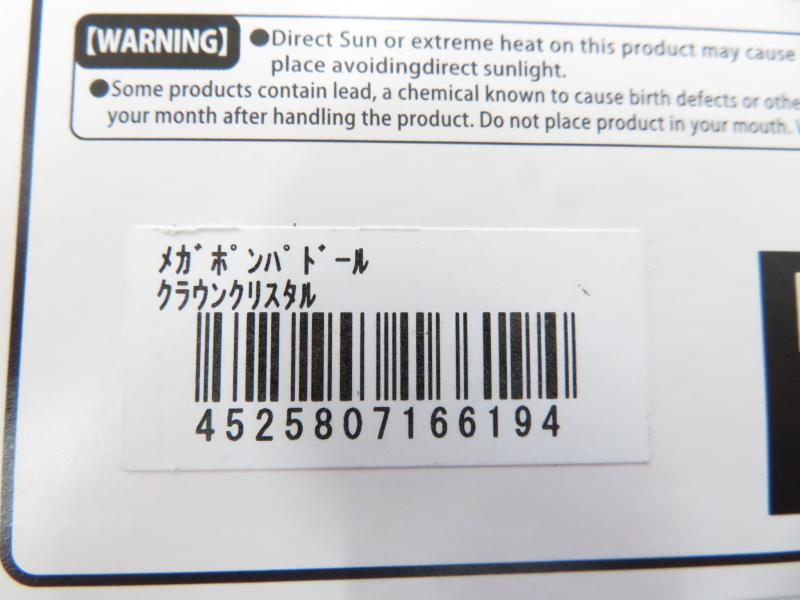 【WARNING】 ●Direct Sun or extreme heat on this product may cause
place avoidingdirect sunlight.
●Some products contain lead, a chemical known to cause birth defects or othe
your month after handling the product. Do not place product in your mouth.
ﾒｶﾞﾎﾟﾝﾊﾟﾄﾞｰﾙ
ｸﾗｳﾝｸﾘｽﾀﾙ
4525807166194